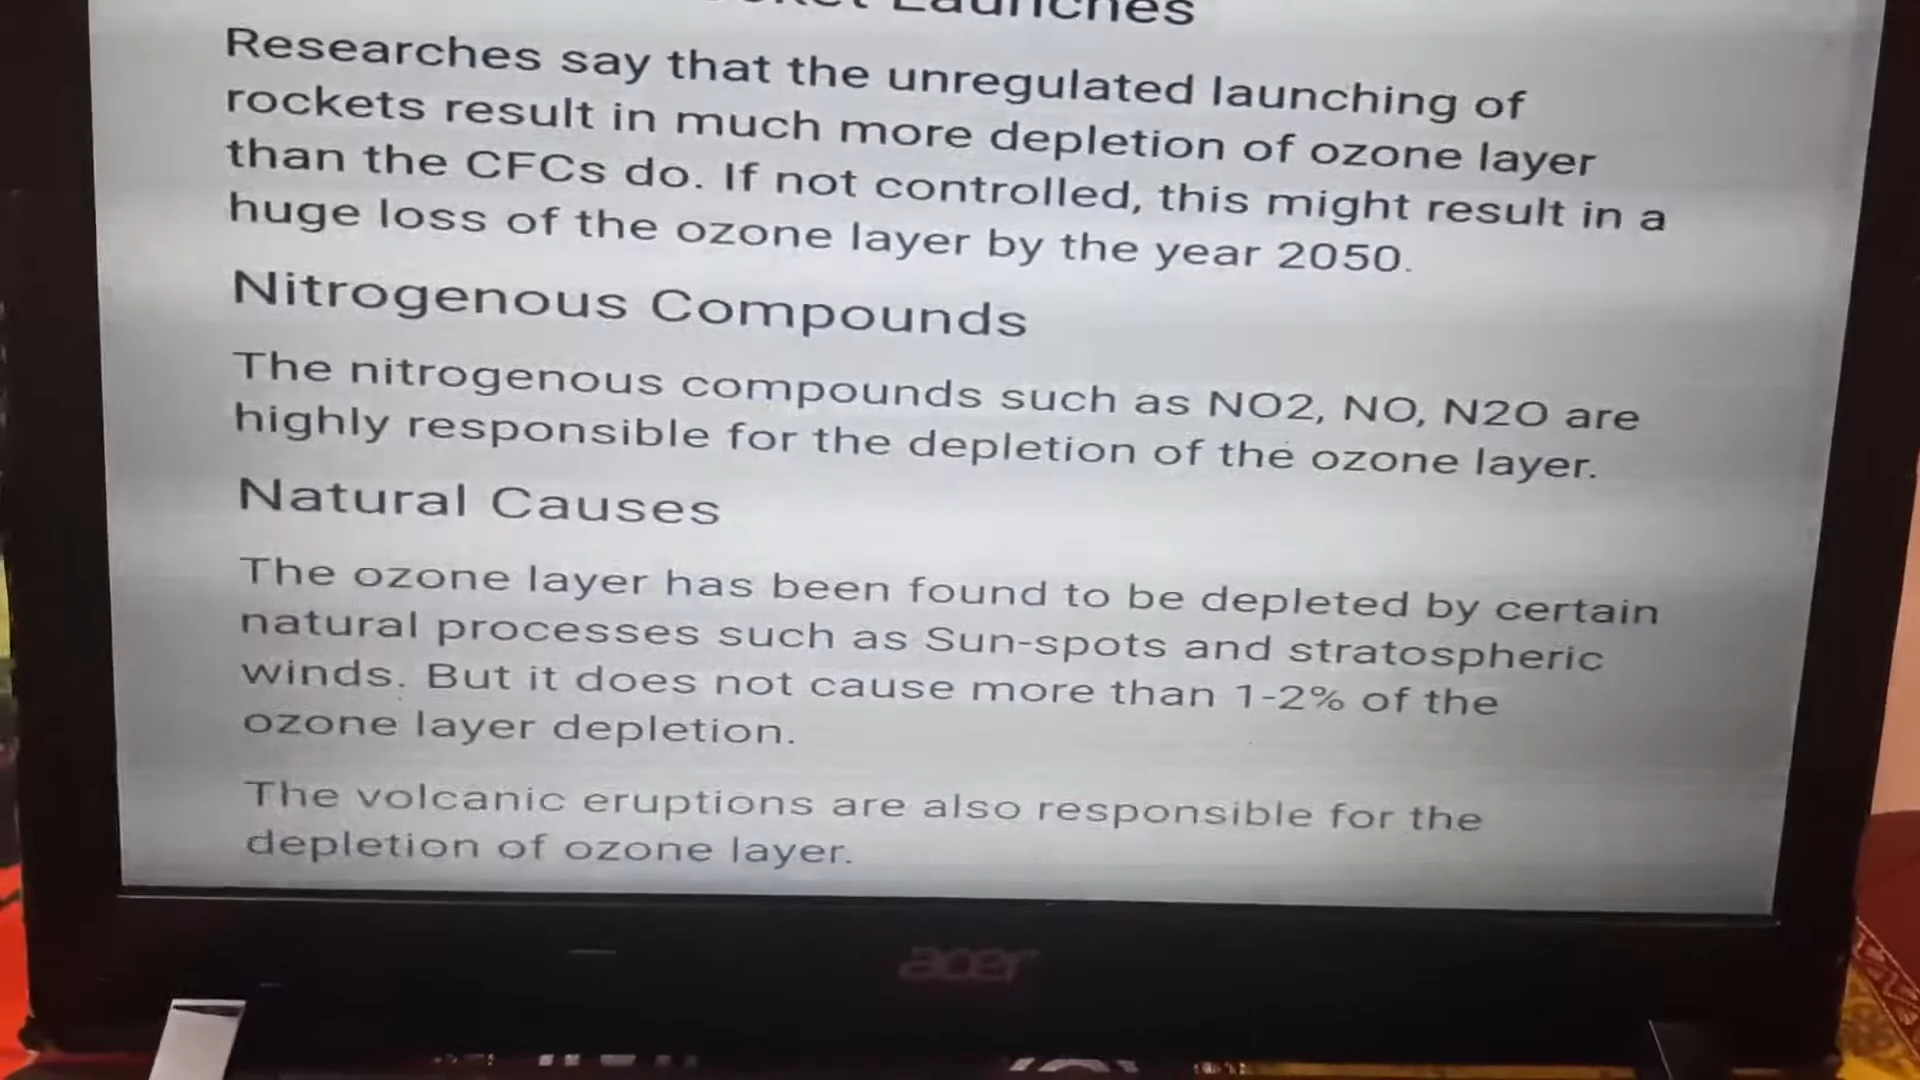 Launches
Researches say that the unregulated launching of
rockets result in much more depletion of ozone layer
than the CFCs do. If not controlled, this might result in a
huge loss of the ozone layer by the year 2050.
Nitrogenous Compounds
The nitrogenous compounds such as NO2, NO, N2O are
highly responsible for the depletion of the ozone layer.
Natural Causes
The ozone layer has been found to be depleted by certain
natural processes such as Sun-spots and stratospheric
winds. But it does not cause more than 1-2% of the
ozone layer depletion.
The volcanic eruptions are also responsible for the
depletion of ozone layer.
acer